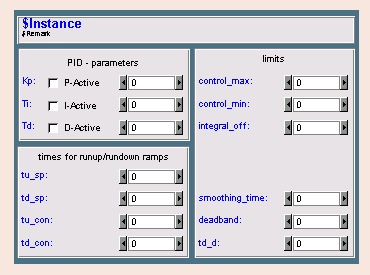 $Instance
$Remark
PID - parameters
Kp: P-Active 0
Ti: I-Active 0
Td: D-Active 0
times for runup/rundown ramps
tu_sp: 0
td_sp: 0
tu_con: 0
td_con: 0
limits
control_max: 0
control_min: 0
integral_off: 0
smoothing_time: 0
deadband: 0
td_d: 0